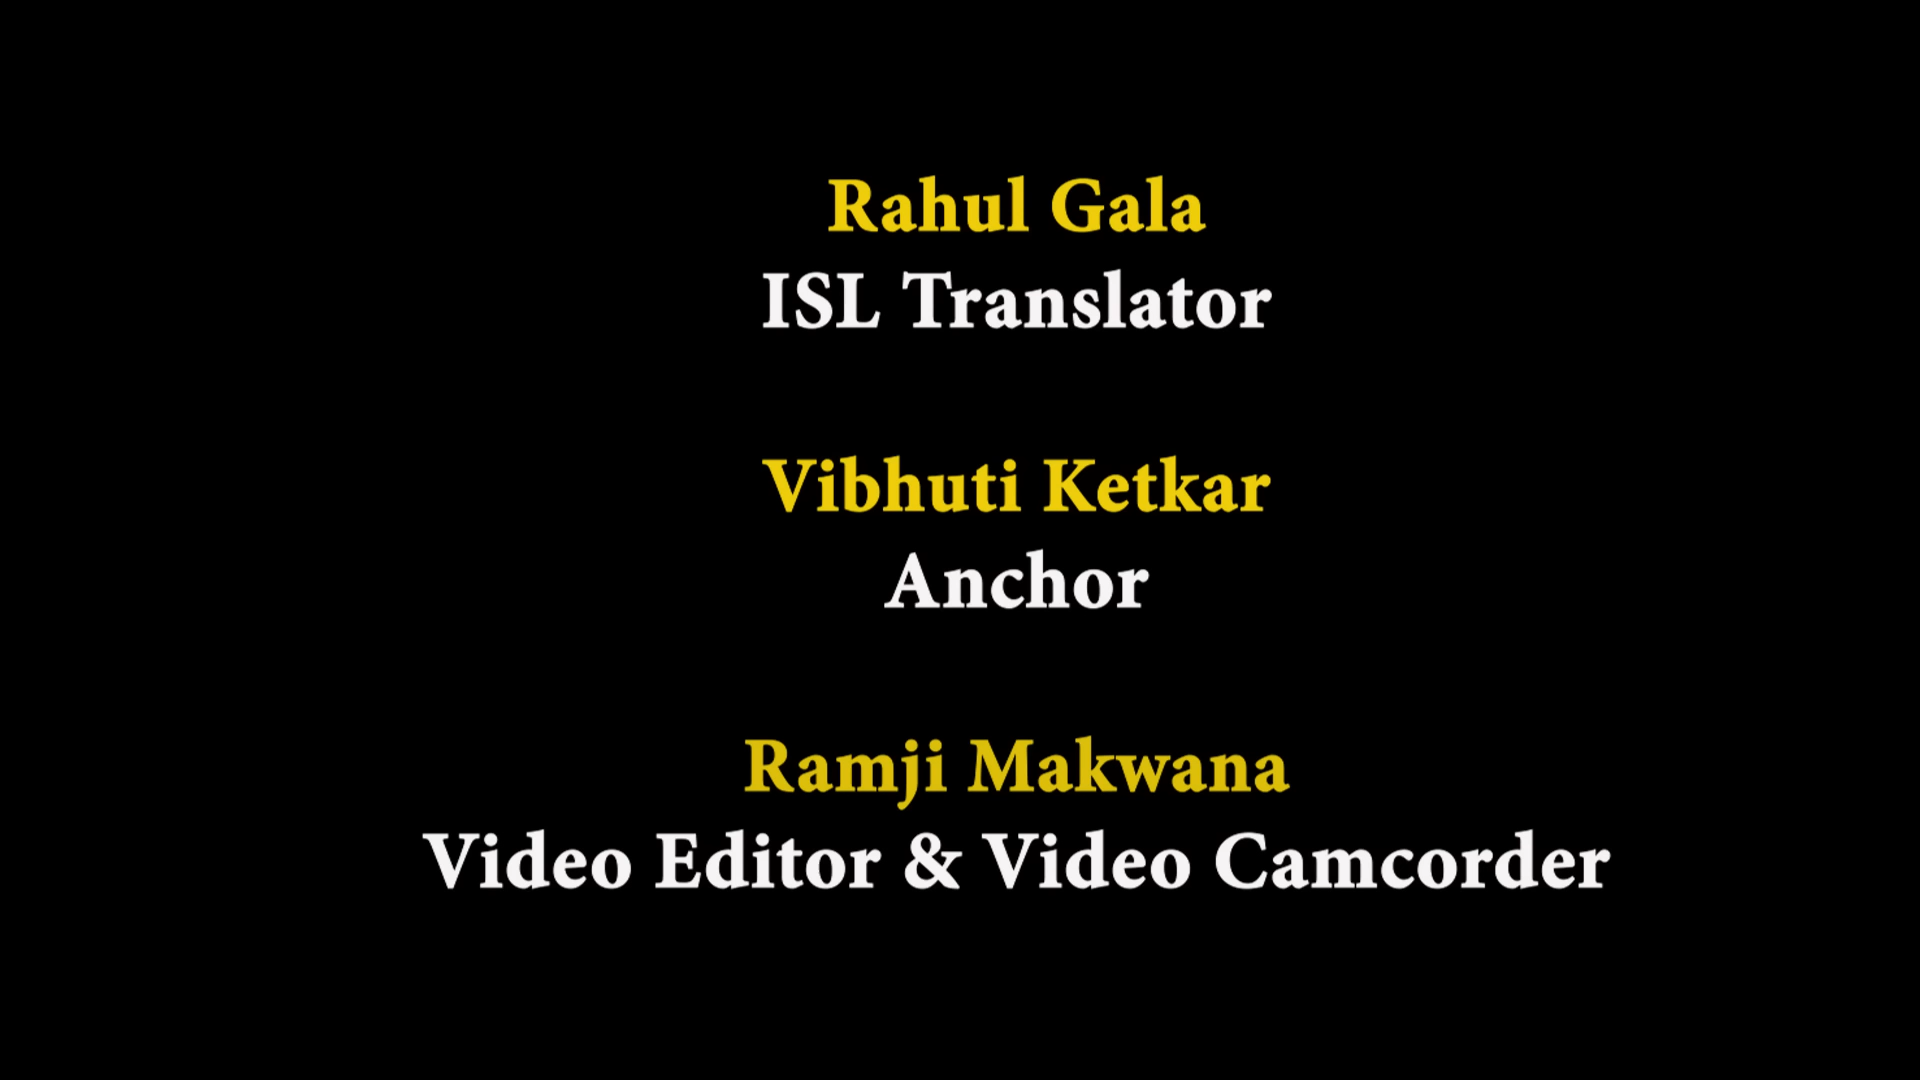 Rahul Gala
ISL Translator
Vibhuti Ketkar
Anchor
Ramji Makwana
Video Editor & Video Camcorder